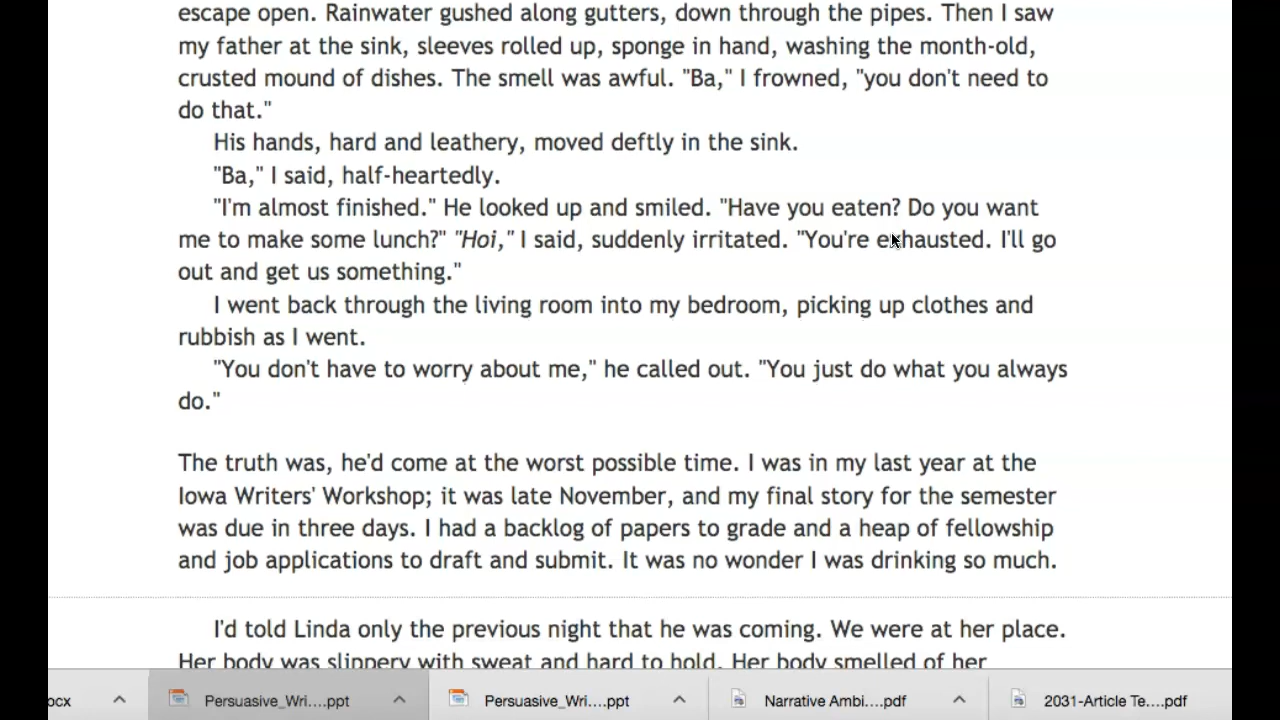 escape open. Rainwater gushed along gutters, down through the pipes. Then I saw
my father at the sink, sleeves rolled up, sponge in hand, washing the month-old,
crusted mound of dishes. The smell was awful. "Ba," I frowned, "you don't need to
do that."
His hands, hard and leathery, moved deftly in the sink.
"Ba," I said, half-heartedly.
"I'm almost finished." He looked up and smiled. "Have you eaten? Do you want
me to make some lunch?" "Hoi," I said, suddenly irritated. "You're exhausted. I'll go
out and get us something."
I went back through the living room into my bedroom, picking up clothes and
rubbish as I went.
"You don't have to worry about me," he called out. "You just do what you always
do."
The truth was, he'd come at the worst possible time. I was in my last year at the
Iowa Writers' Workshop; it was late November, and my final story for the semester
was due in three days. I had a backlog of papers to grade and a heap of fellowship
and job applications to draft and submit. It was no wonder I was drinking so much.
I'd told Linda only the previous night that he was coming. We were at her place.
Her body was slippery with sweat and hard to hold. Her body smelled of her
ocx Persuasive_Wri....ppt Persuasive_Wri....ppt Narrative Ambi....pdf 2031-Article Te....pdf